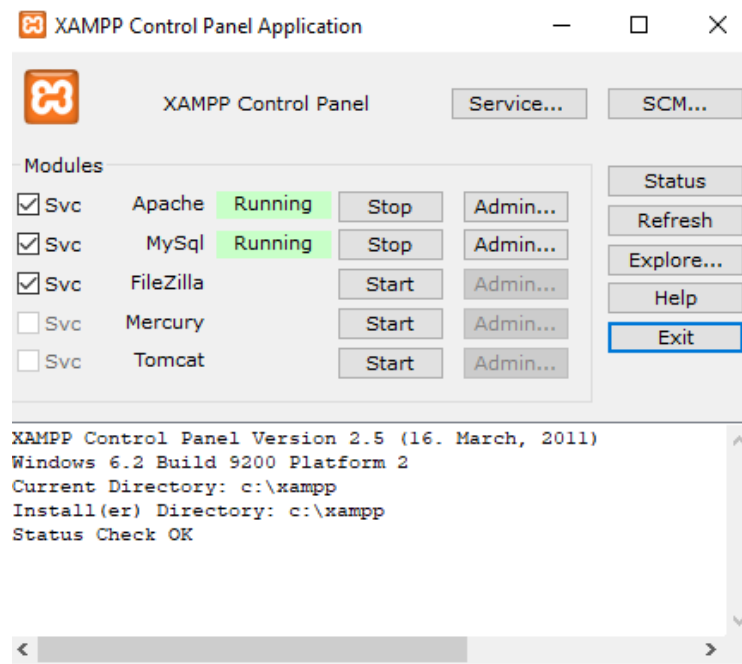 XAMPP Control Panel Application
XAMPP Control Panel Service... SCM...
Modules
Status
Svc Apache Running Stop Admin...
Refresh
Svc MySql Running Stop Admin...
Explore...
Svc FileZilla Start Admin...
Help
Svc Mercury Start Admin...
Exit
Svc Tomcat Start Admin...
XAMPP Control Panel Version 2.5 (16. March, 2011)
Windows 6.2 Build 9200 Platform 2
Current Directory: c:\xampp
Install(er) Directory: c:\xampp
Status Check OK